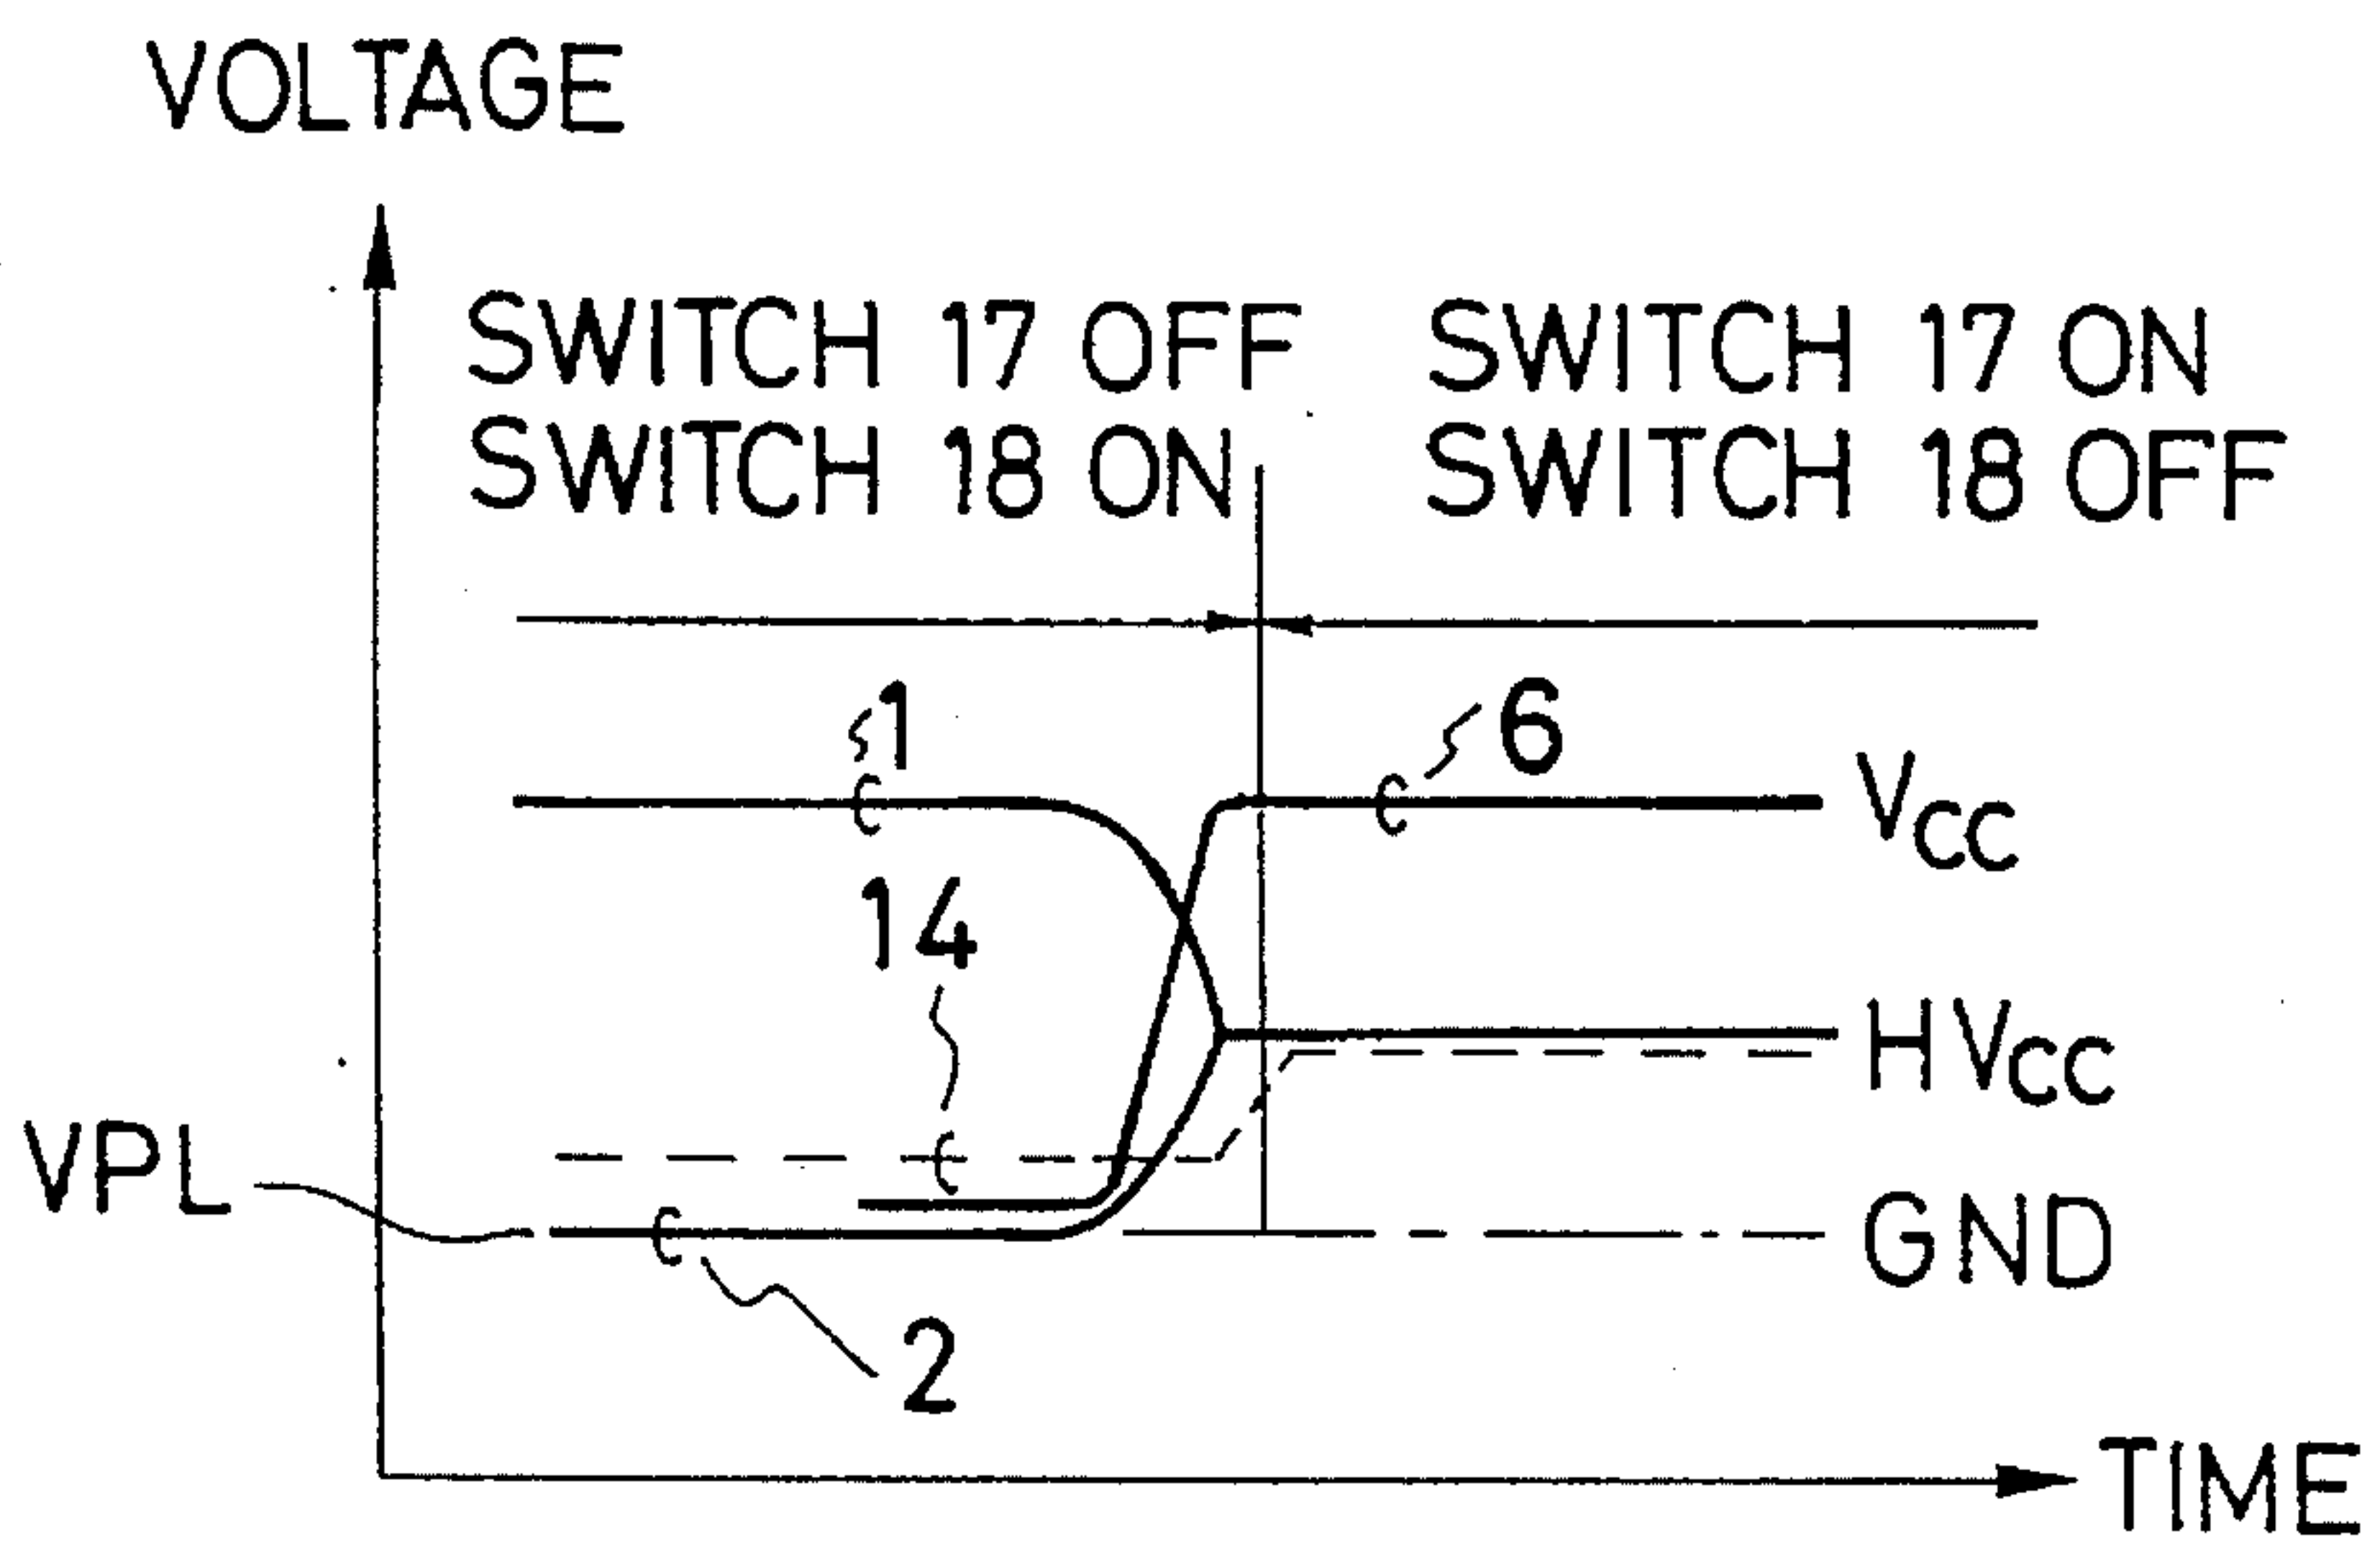 VOLTAGE
SWITCH 17 OFF SWITCH 17 ON
SWITCH 18 ON SWITCH 18 OFF
1
6
VCC
14
HVCC
VPL
GND
2
TIME